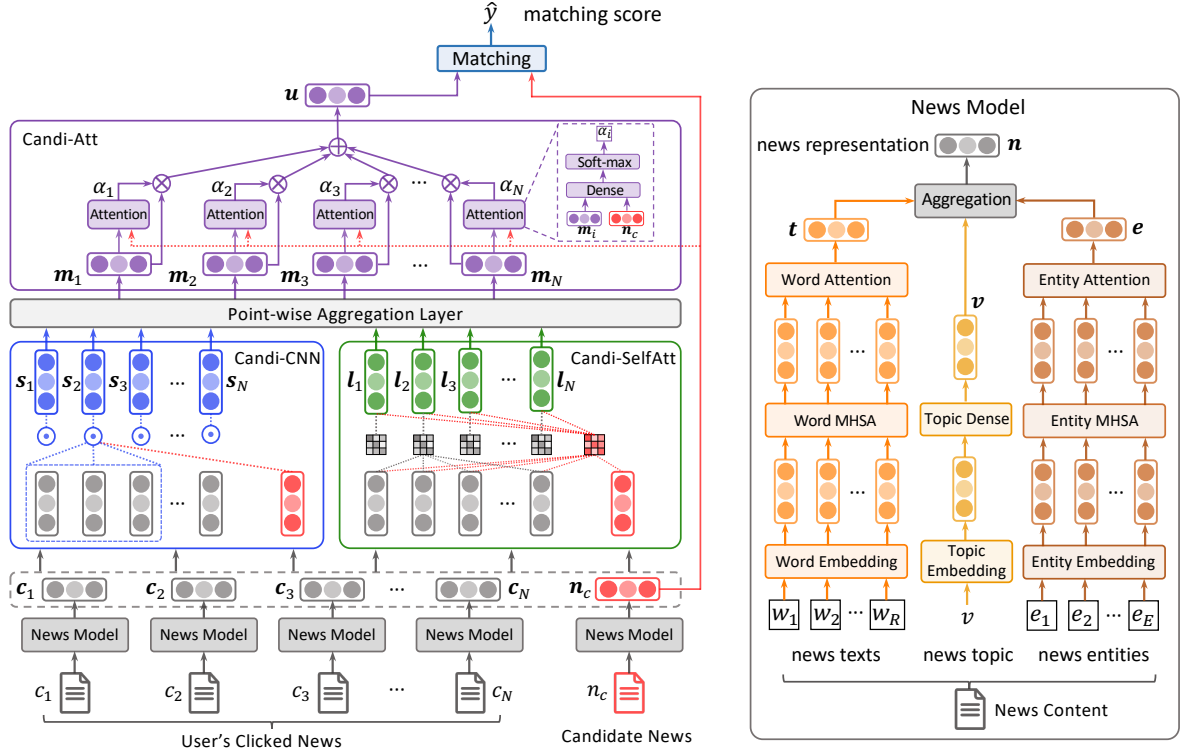 ŷ matching score
Matching
u
Candi-Att
α_i
Soft-max
Dense
m_i n_c
α_1 α_2 α_3 ... α_N
Attention Attention Attention Attention
m_1 m_2 m_3 ... m_N
Point-wise Aggregation Layer
Candi-CNN
s_1 s_2 s_3 ... s_N
...
...
Candi-SelfAtt
l_1 l_2 l_3 ... l_N
...
...
c_1 c_2 c_3 ... c_N n_c
News Model News Model News Model News Model News Model
c_1 c_2 c_3 ... c_N n_c
User's Clicked News
Candidate News
News Model
news representation n
Aggregation
t e
Word Attention v Entity Attention
... ...
Word MHSA Topic Dense Entity MHSA
... ...
Word Embedding Topic Embedding Entity Embedding
w_1 w_2 ... w_R v e_1 e_2 ... e_E
news texts news topic news entities
News Content